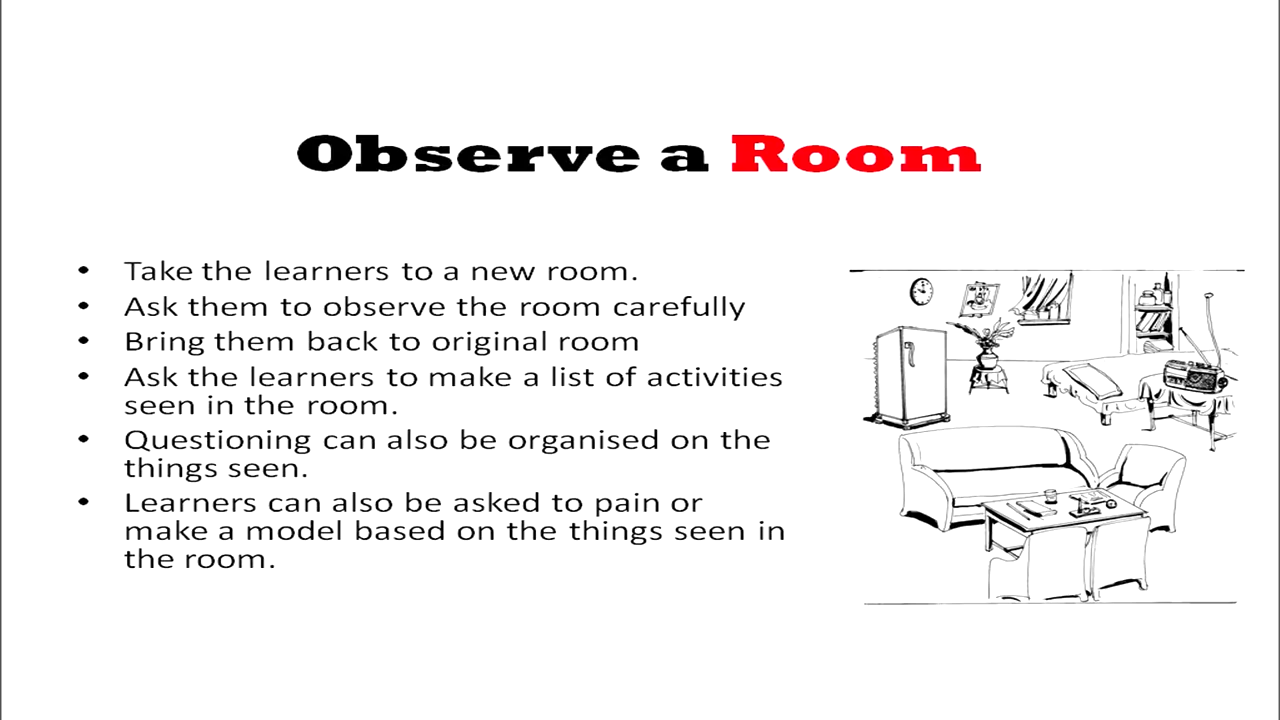 Observe a Room
• Take the learners to a new room.
• Ask them to observe the room carefully
• Bring them back to original room
• Ask the learners to make a list of activities
seen in the room.
• Questioning can also be organised on the
things seen.
• Learners can also be asked to pain or
make a model based on the things seen in
the room.